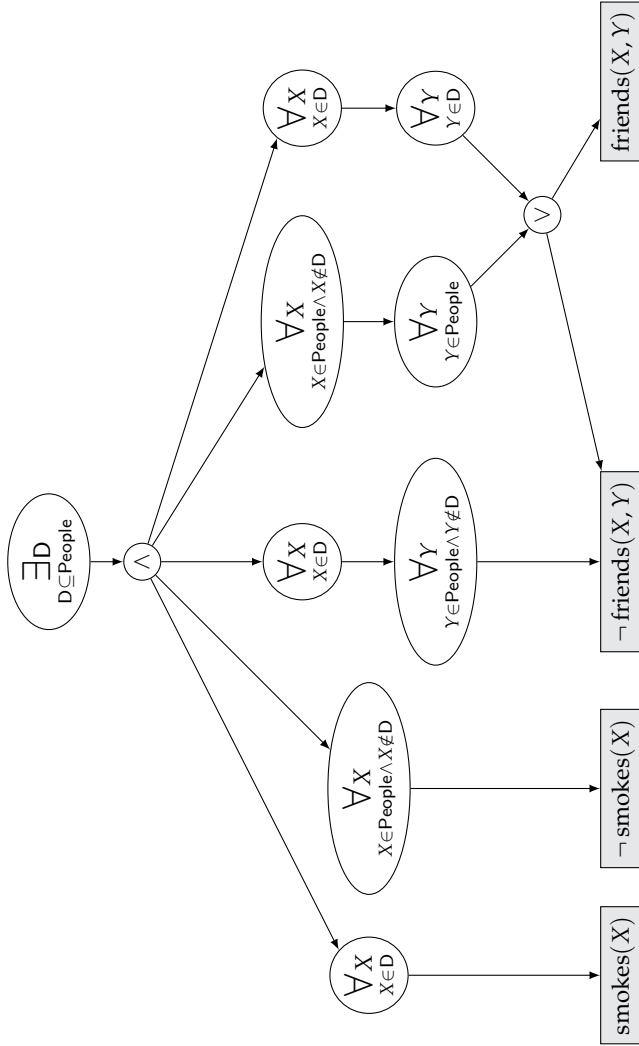 ∃D
D⊆People
∧
∀X
X∈D
∀X
X∈People∧X∉D
∀X
X∈D
∀X
X∈People∧X∉D
∀X
X∈D
∀Y
Y∈People∧Y∉D
∀Y
Y∈People
∀Y
Y∈D
∨
smokes(X)
¬ smokes(X)
¬ friends(X, Y)
friends(X, Y)